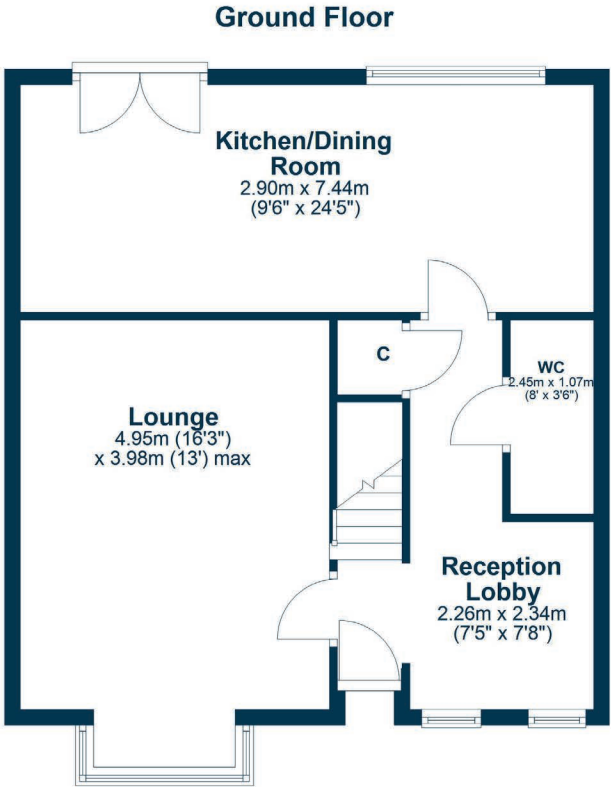 Ground Floor
Kitchen/Dining
Room
2.90m x 7.44m
(9'6" x 24'5")
C
WC
2.45m x 1.07m
(8' x 3'6")
Lounge
4.95m (16'3")
x 3.98m (13') max
Reception
Lobby
2.26m x 2.34m
(7'5" x 7'8")